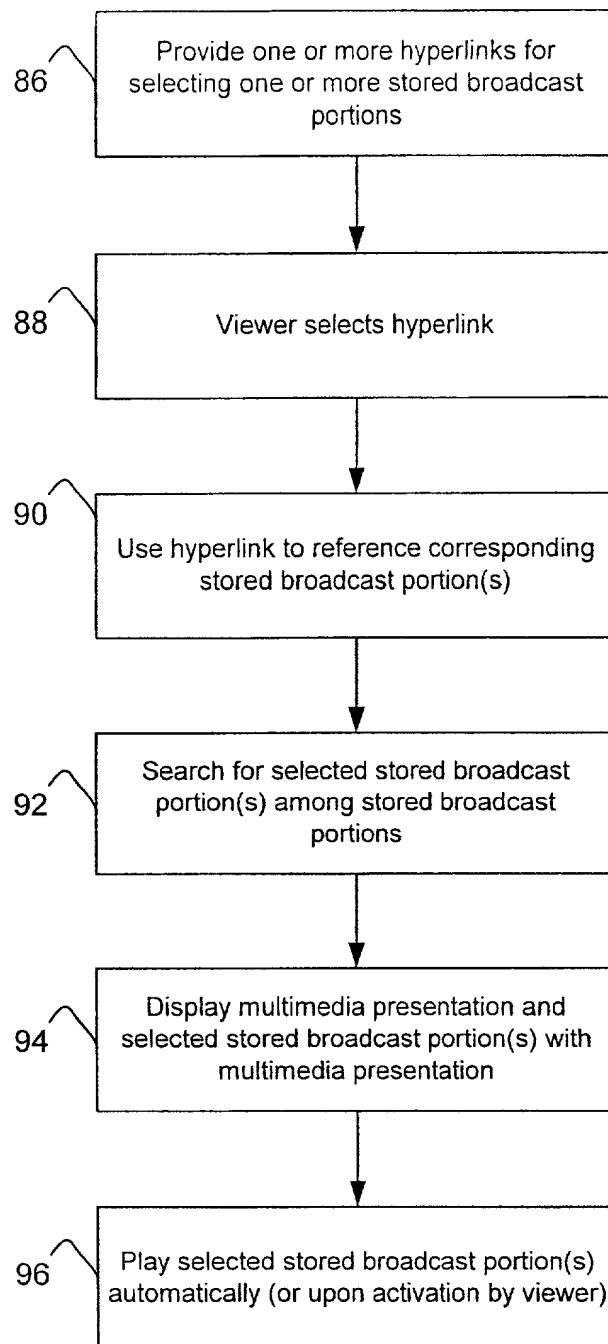 86
Provide one or more hyperlinks for
selecting one or more stored broadcast
portions
88
Viewer selects hyperlink
90
Use hyperlink to reference corresponding
stored broadcast portion(s)
92
Search for selected stored broadcast
portion(s) among stored broadcast
portions
94
Display multimedia presentation and
selected stored broadcast portion(s) with
multimedia presentation
96
Play selected stored broadcast portion(s)
automatically (or upon activation by viewer)